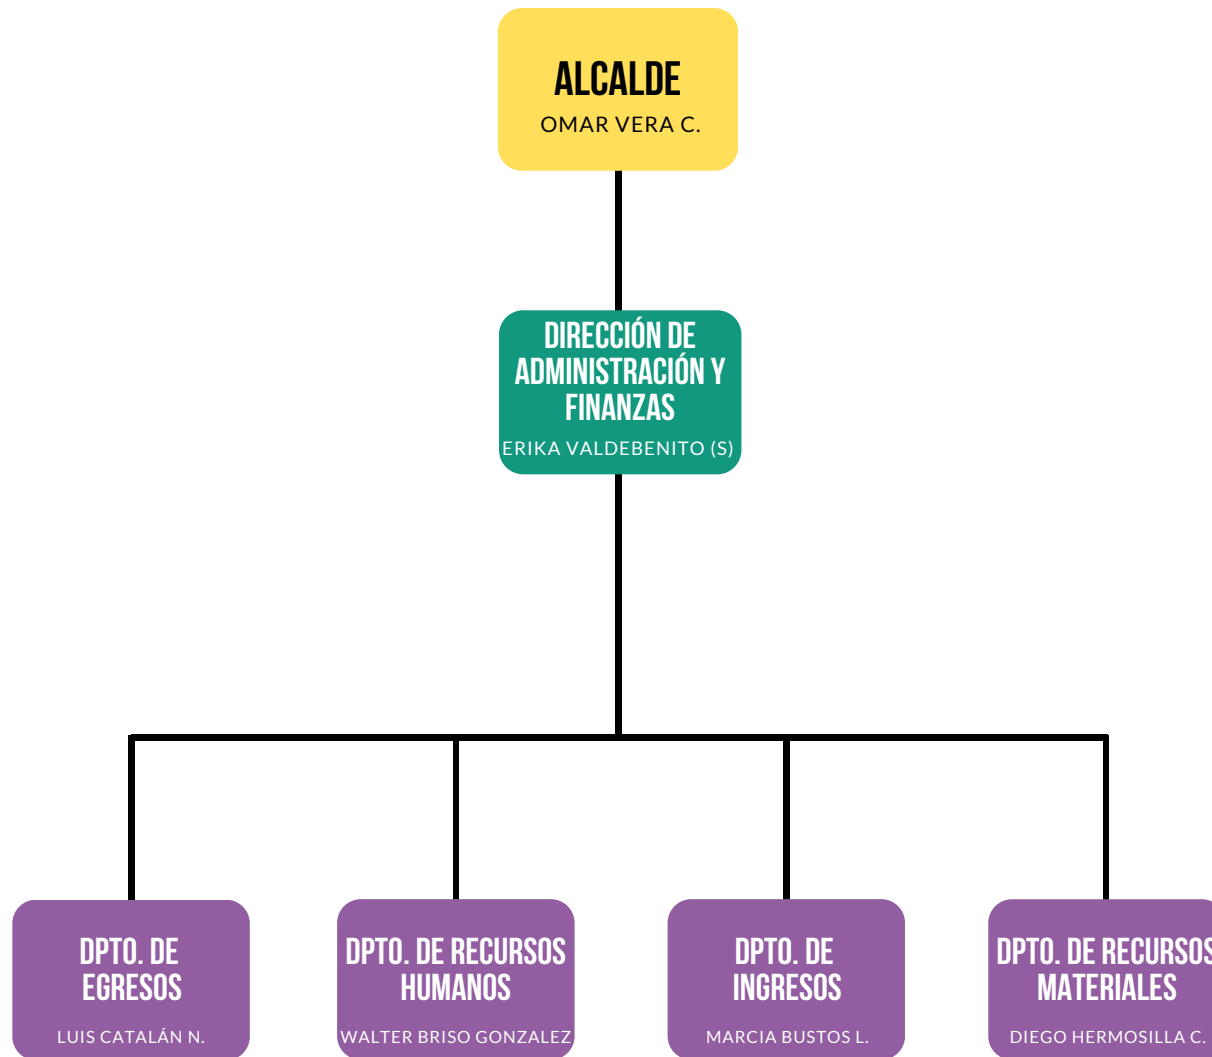 ALCALDE
OMAR VERA C.
DIRECCIÓN DE
ADMINISTRACIÓN Y
FINANZAS
ERIKA VALDEBENITO (S)
DPTO. DE
EGRESOS
LUIS CATALÁN N.
DPTO. DE RECURSOS
HUMANOS
WALTER BRISO GONZALEZ
DPTO. DE
INGRESOS
MARCIA BUSTOS L.
DPTO. DE RECURSOS
MATERIALES
DIEGO HERMOSILLA C.